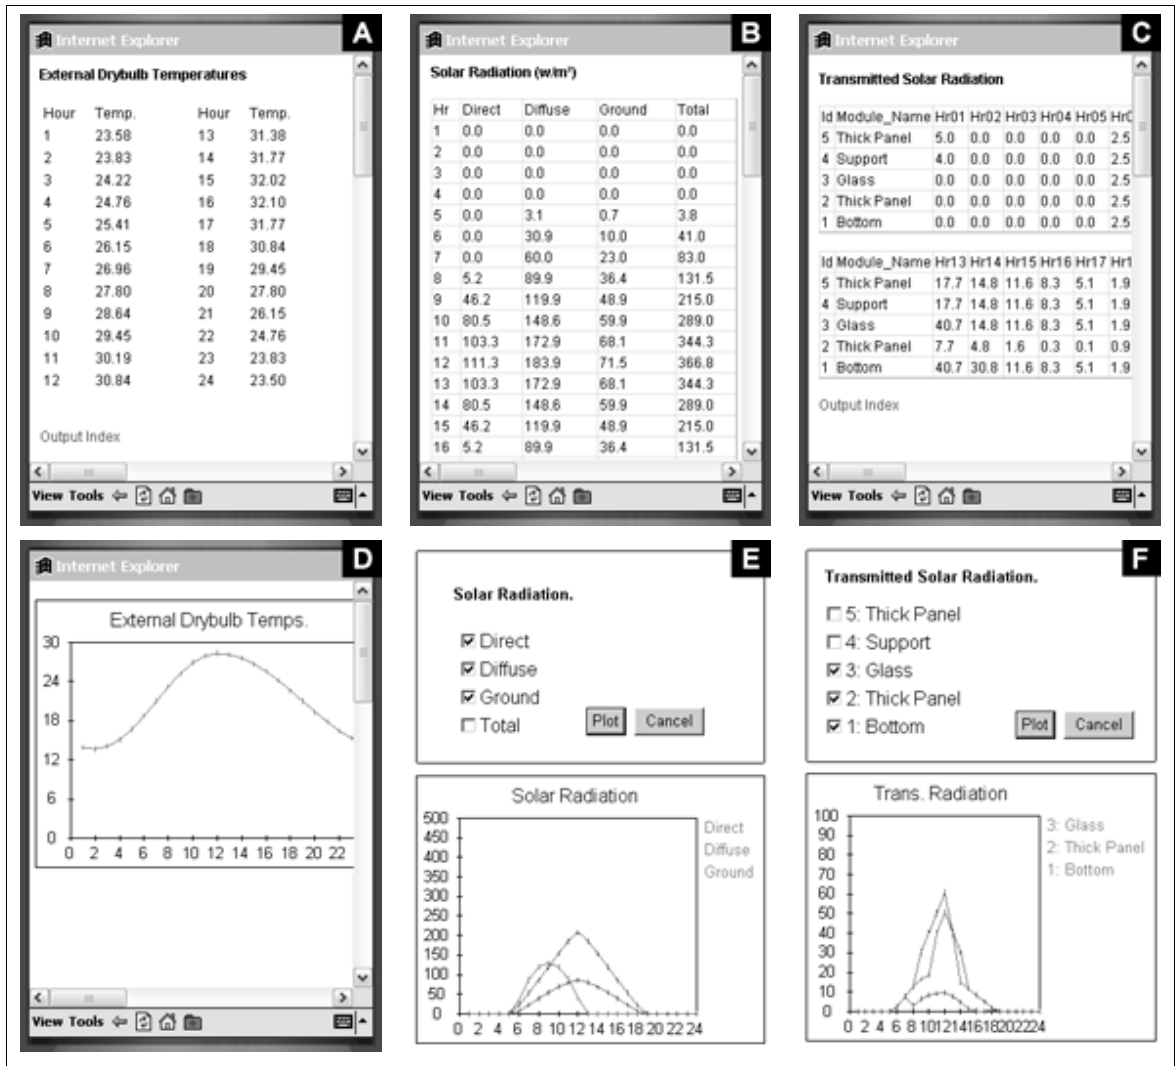 A
Internet Explorer
External Drybulb Temperatures
Hour Temp. Hour Temp.
1 23.58 13 31.38
2 23.83 14 31.77
3 24.22 15 32.02
4 24.76 16 32.10
5 25.41 17 31.77
6 26.15 18 30.84
7 26.96 19 29.45
8 27.80 20 27.80
9 28.64 21 26.15
10 29.45 22 24.76
11 30.19 23 23.83
12 30.84 24 23.50
Output Index
View Tools
B
Internet Explorer
Solar Radiation (w/m²)
Hr Direct Diffuse Ground Total
1 0.0 0.0 0.0 0.0
2 0.0 0.0 0.0 0.0
3 0.0 0.0 0.0 0.0
4 0.0 0.0 0.0 0.0
5 0.0 3.1 0.7 3.8
6 0.0 30.9 10.0 41.0
7 0.0 60.0 23.0 83.0
8 5.2 89.9 36.4 131.5
9 46.2 119.9 48.9 215.0
10 80.5 148.6 59.9 289.0
11 103.3 172.9 68.1 344.3
12 111.3 183.9 71.5 366.8
13 103.3 172.9 68.1 344.3
14 80.5 148.6 59.9 289.0
15 46.2 119.9 48.9 215.0
16 5.2 89.9 36.4 131.5
View Tools
C
Internet Explorer
Transmitted Solar Radiation
Id Module_Name Hr01 Hr02 Hr03 Hr04 Hr05
5 Thick Panel 5.0 0.0 0.0 0.0 0.0 2.5
4 Support 4.0 0.0 0.0 0.0 0.0 2.5
3 Glass 0.0 0.0 0.0 0.0 0.0 2.5
2 Thick Panel 0.0 0.0 0.0 0.0 0.0 2.5
1 Bottom 0.0 0.0 0.0 0.0 0.0 2.5
Id Module_Name Hr13 Hr14 Hr15 Hr16 Hr17 Hr1
5 Thick Panel 17.7 14.8 11.6 8.3 5.1 1.9
4 Support 17.7 14.8 11.6 8.3 5.1 1.9
3 Glass 40.7 14.8 11.6 8.3 5.1 1.9
2 Thick Panel 7.7 4.8 1.6 0.3 0.1 0.9
1 Bottom 40.7 30.8 11.6 8.3 5.1 1.9
Output Index
View Tools
D
Internet Explorer
External Drybulb Temps.
30
24
18
12
6
0
0 2 4 6 8 10 12 14 16 18 20 22
View Tools
E
Solar Radiation.
Direct
Diffuse
Ground
Total
Plot Cancel
Solar Radiation
500
450
400
350
300
250
200
150
100
50
0
0 2 4 6 8 10 12 14 16 18 20 22 24
Direct
Diffuse
Ground
F
Transmitted Solar Radiation.
5: Thick Panel
4: Support
3: Glass
2: Thick Panel
1: Bottom
Plot Cancel
Trans. Radiation
100
90
80
70
60
50
40
30
20
10
0
0 2 4 6 8 10 12 14 16 18 20 22 24
3: Glass
2: Thick Panel
1: Bottom